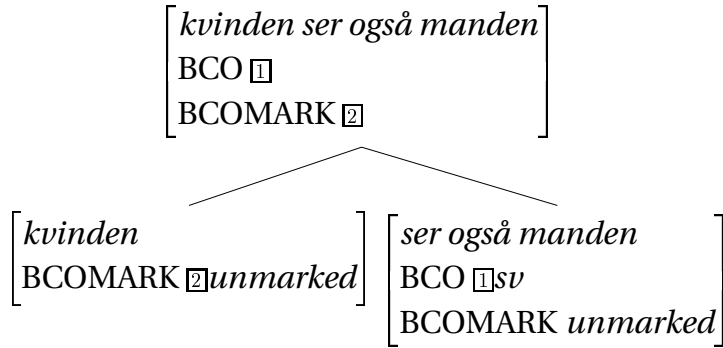 kvinden ser også manden
BCO 1
BCOMARK 2
kvinden
BCOMARK 2 unmarked
ser også manden
BCO 1 sv
BCOMARK unmarked